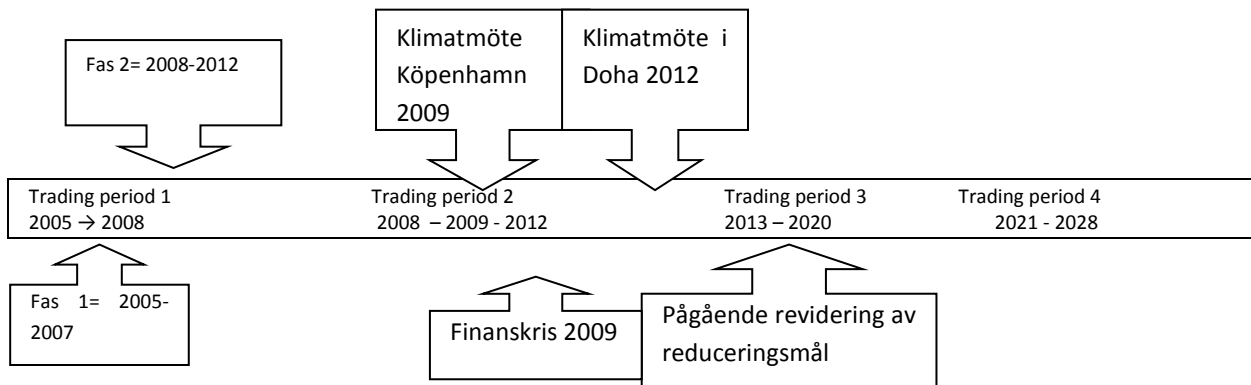 Fas 2= 2008-2012
Klimatmöte
Köpenhamn
2009
Klimatmöte i
Doha 2012
Trading period 1
2005 → 2008
Trading period 2
2008 – 2009 - 2012
Trading period 3
2013 – 2020
Trading period 4
2021 - 2028
Fas 1= 2005-
2007
Finanskris 2009
Pågående revidering av
reduceringsmål